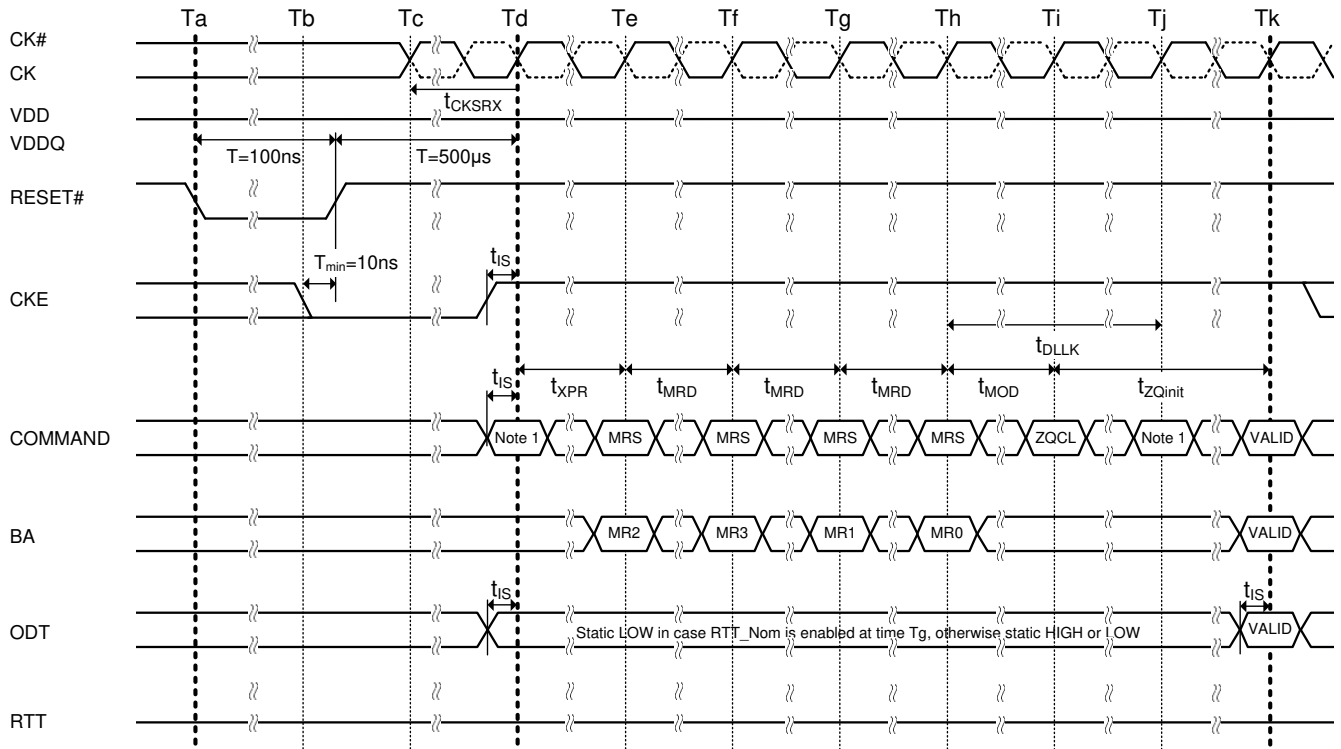 Ta Tb Tc Td Te Tf Tg Th Ti Tj Tk
CK#
CK
tCKSRX
VDD
VDDQ
T=100ns T=500µs
RESET#
Tmin=10ns tIS
CKE
tDLLK
tIS tXPR tMRD tMRD tMRD tMOD tZQinit
COMMAND Note 1 MRS MRS MRS MRS ZQCL Note 1 VALID
BA MR2 MR3 MR1 MR0 VALID
tIS tIS
ODT Static LOW in case RTT_Nom is enabled at time Tg, otherwise static HIGH or LOW VALID
RTT